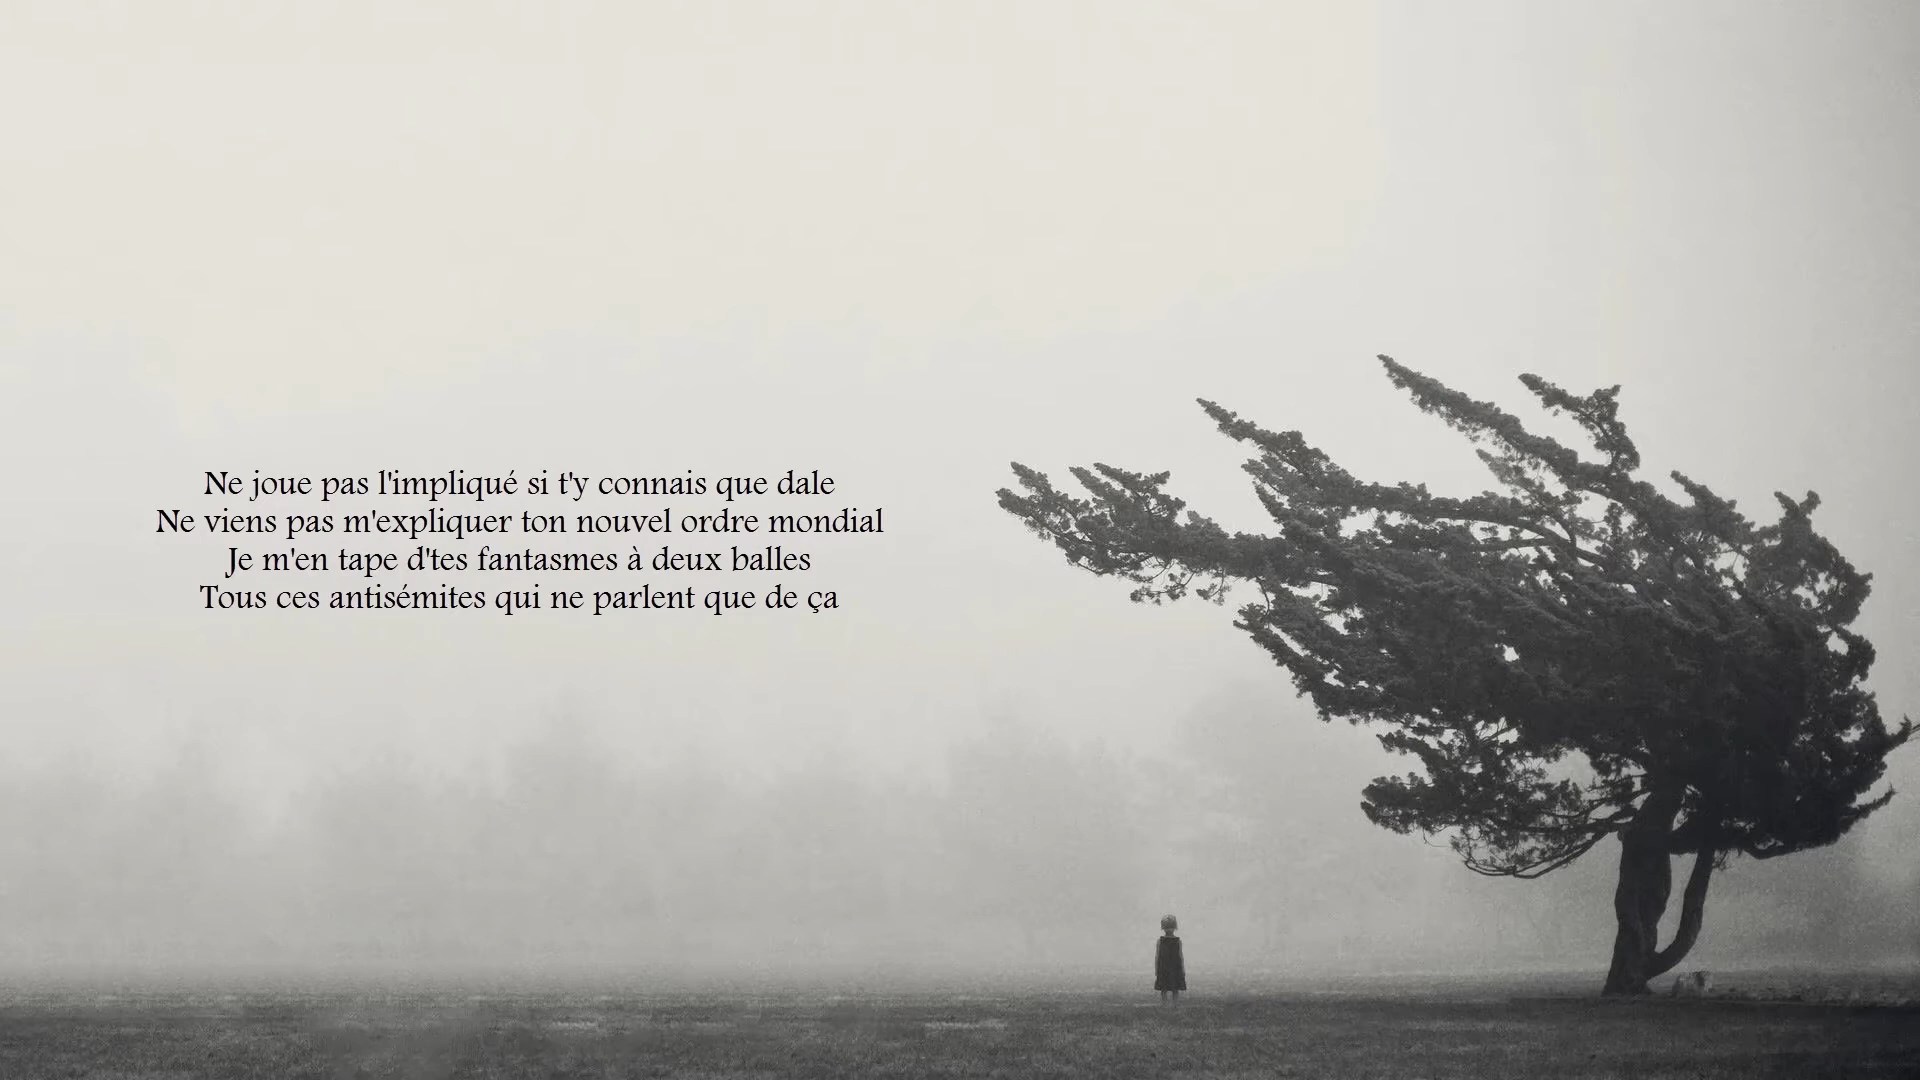 Ne joue pas l'impliqué si t'y connais que dale
Ne viens pas m'expliquer ton nouvel ordre mondial
Je m'en tape d'tes fantasmes à deux balles
Tous ces antisémites qui ne parlent que de ça